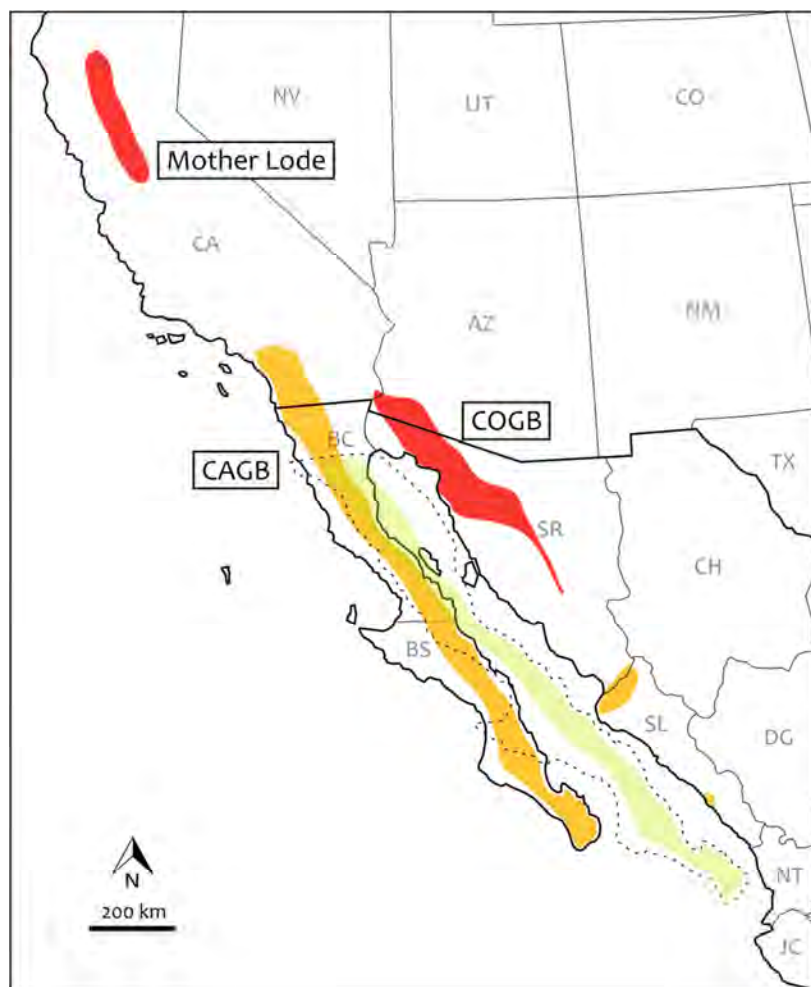 NV
UT
CO
Mother Lode
CA
AZ
NM
COGB
BC
CAGB
TX
SR
CH
BS
SL
DG
N
NT
200 km
JC